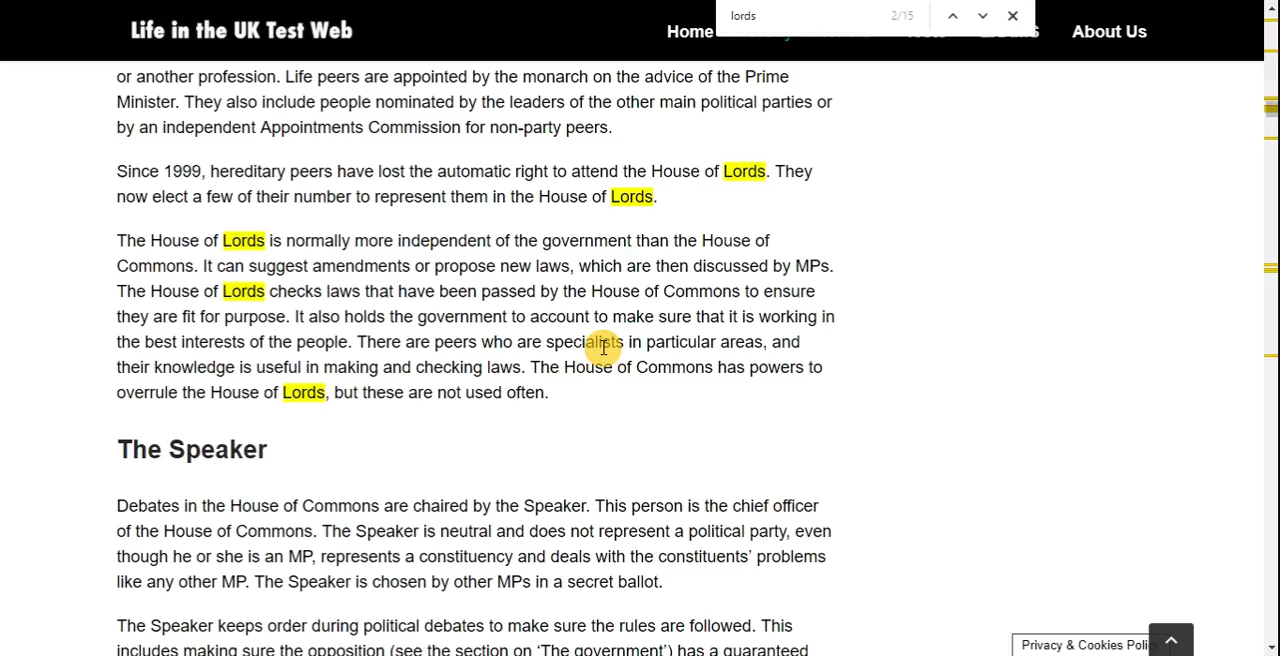 Life in the UK Test Web
lords
2/15
Home
About Us
or another profession. Life peers are appointed by the monarch on the advice of the Prime
Minister. They also include people nominated by the leaders of the other main political parties or
by an independent Appointments Commission for non-party peers.
Since 1999, hereditary peers have lost the automatic right to attend the House of Lords. They
now elect a few of their number to represent them in the House of Lords.
The House of Lords is normally more independent of the government than the House of
Commons. It can suggest amendments or propose new laws, which are then discussed by MPs.
The House of Lords checks laws that have been passed by the House of Commons to ensure
they are fit for purpose. It also holds the government to account to make sure that it is working in
the best interests of the people. There are peers who are specialists in particular areas, and
their knowledge is useful in making and checking laws. The House of Commons has powers to
overrule the House of Lords, but these are not used often.
The Speaker
Debates in the House of Commons are chaired by the Speaker. This person is the chief officer
of the House of Commons. The Speaker is neutral and does not represent a political party, even
though he or she is an MP, represents a constituency and deals with the constituents’ problems
like any other MP. The Speaker is chosen by other MPs in a secret ballot.
The Speaker keeps order during political debates to make sure the rules are followed. This
includes making sure the opposition (see the section on ‘The government’) has a guaranteed
Privacy & Cookies Policy